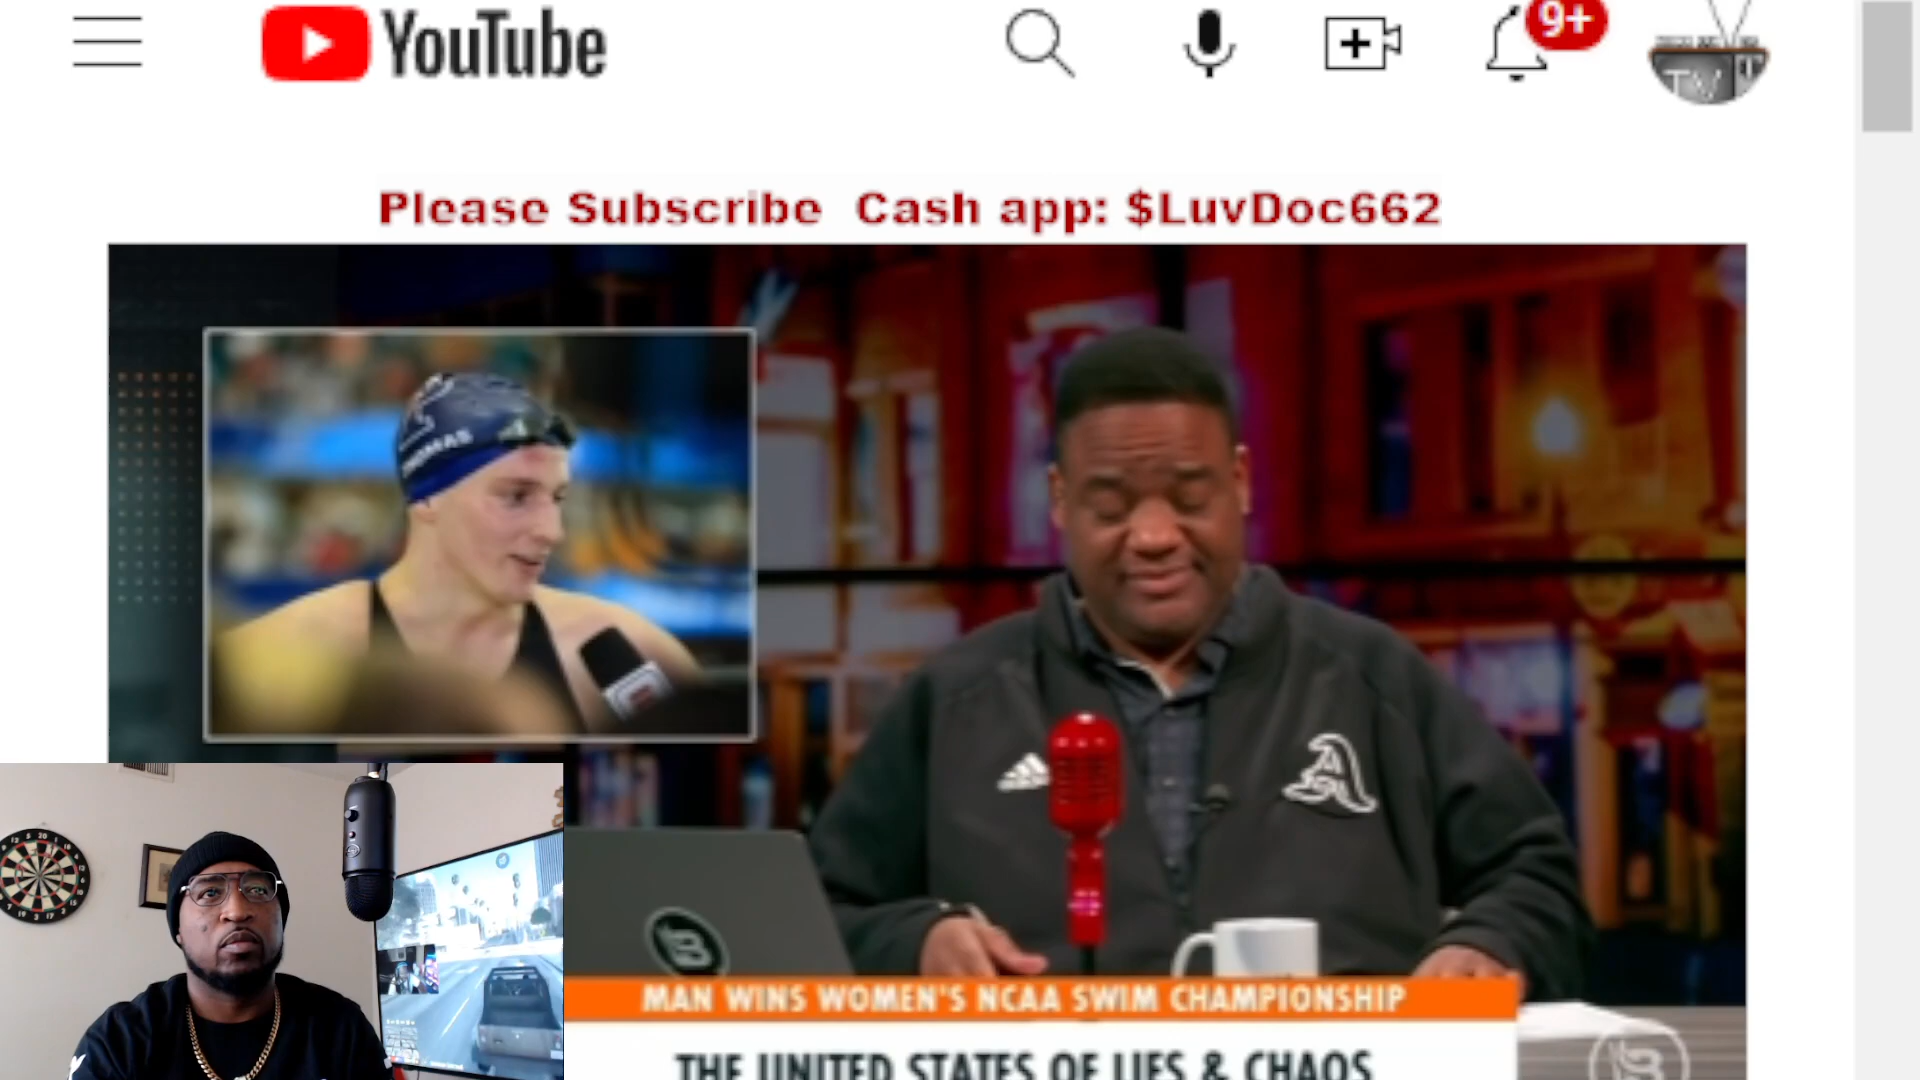 YouTube
9+
TV
Please Subscribe Cash app: $LuvDoc662
THOMAS
A
B
MAN WINS WOMEN'S NCAA SWIM CHAMPIONSHIP
THE UNITED STATES OF LIES & CHAOS
B